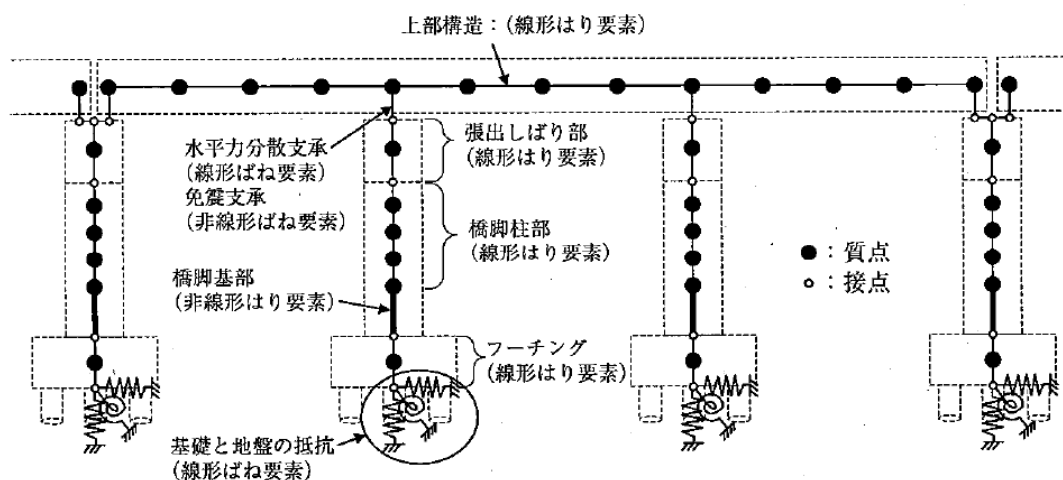 上部構造：(線形はり要素)
水平力分散支承
(線形ばね要素)
免震支承
(非線形ばね要素)
張出しばり部
(線形はり要素)
橋脚柱部
(線形はり要素)
●：質点
○：接点
橋脚基部
(非線形はり要素)
フーチング
(線形はり要素)
基礎と地盤の抵抗
(線形ばね要素)